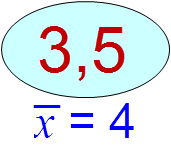 3,5
x̅ = 4